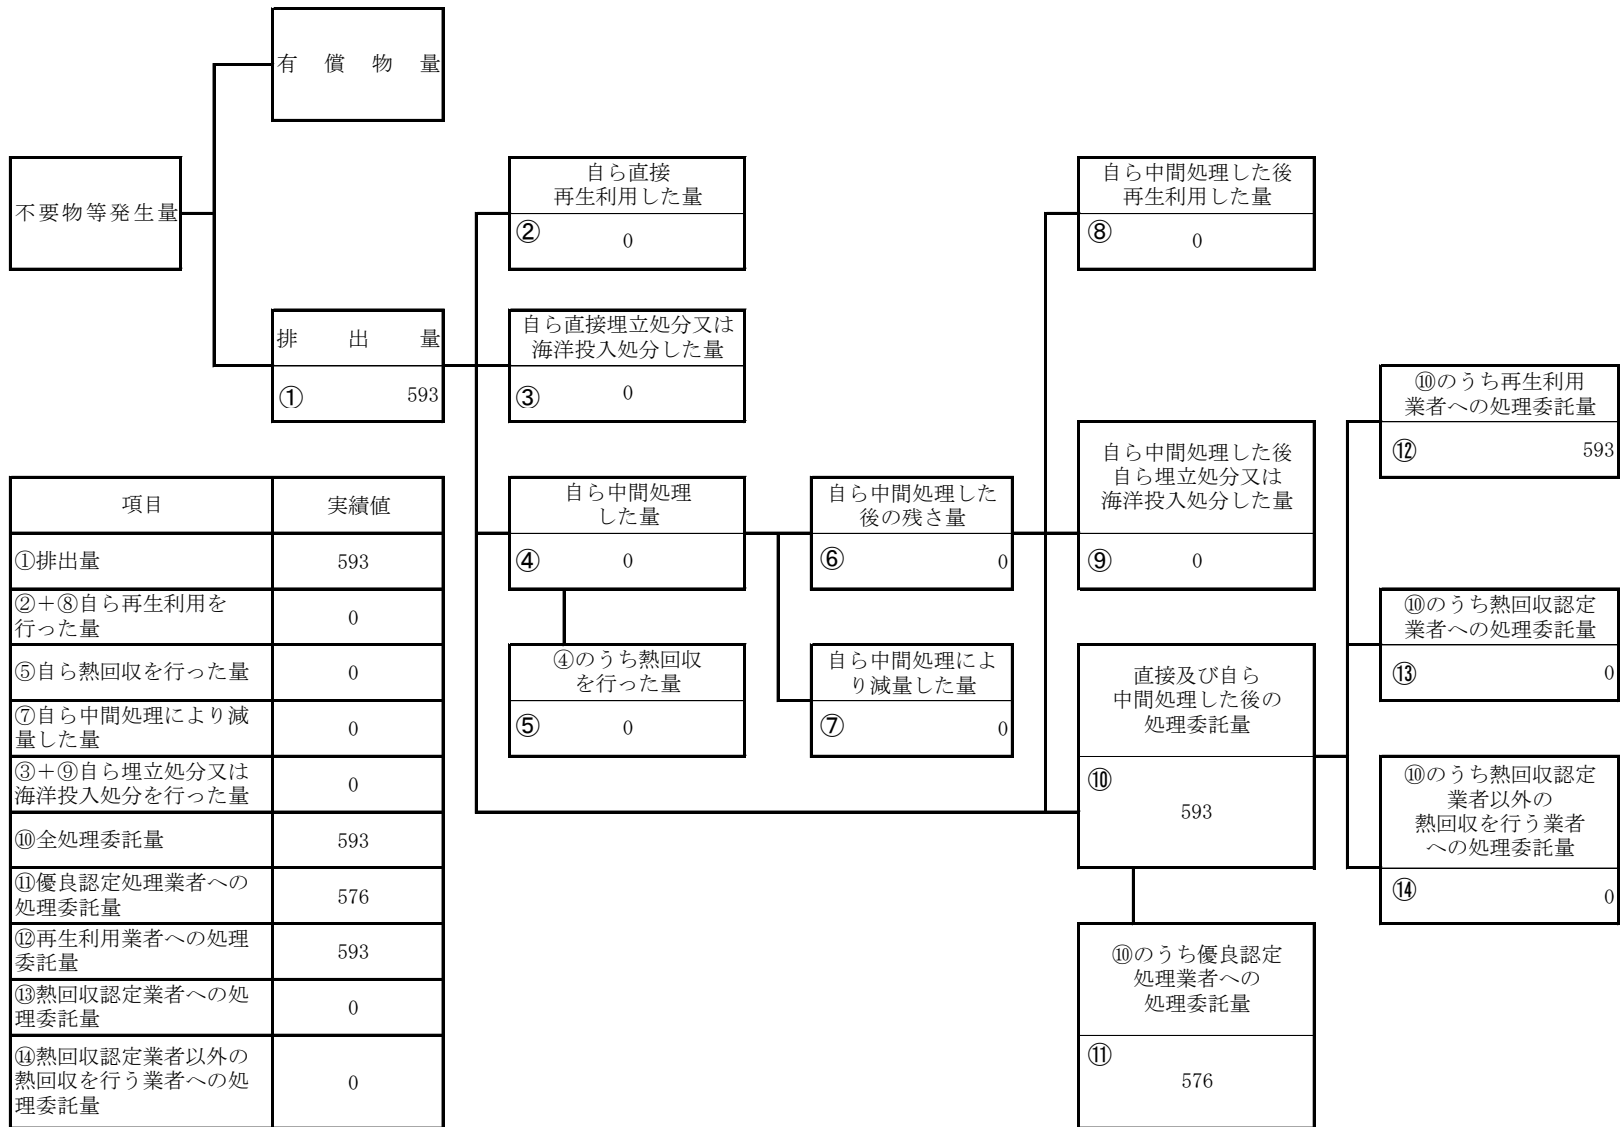 有償物量
不要物等発生量
排出量
①
593
自ら直接
再生利用した量
②
0
自ら直接埋立処分又は
海洋投入処分した量
③
0
自ら中間処理
した量
④
0
④のうち熱回収
を行った量
⑤
0
自ら中間処理した
後の残さ量
⑥
0
自ら中間処理によ
り減量した量
⑦
0
自ら中間処理した後
再生利用した量
⑧
0
自ら中間処理した後
自ら埋立処分又は
海洋投入処分した量
⑨
0
直接及び自ら
中間処理した後の
処理委託量
⑩
593
⑩のうち優良認定
処理業者への
処理委託量
⑪
576
⑩のうち再生利用
業者への処理委託量
⑫
593
⑩のうち熱回収認定
業者への処理委託量
⑬
0
⑩のうち熱回収認定
業者以外の
熱回収を行う業者
への処理委託量
⑭
0
項目
実績値
①排出量
593
②+⑧自ら再生利用を
行った量
0
⑤自ら熱回収を行った量
0
⑦自ら中間処理により減
量した量
0
③+⑨自ら埋立処分又は
海洋投入処分を行った量
0
⑩全処理委託量
593
⑪優良認定処理業者への
処理委託量
576
⑫再生利用業者への処理
委託量
593
⑬熱回収認定業者への処
理委託量
0
⑭熱回収認定業者以外の
熱回収を行う業者への処
理委託量
0